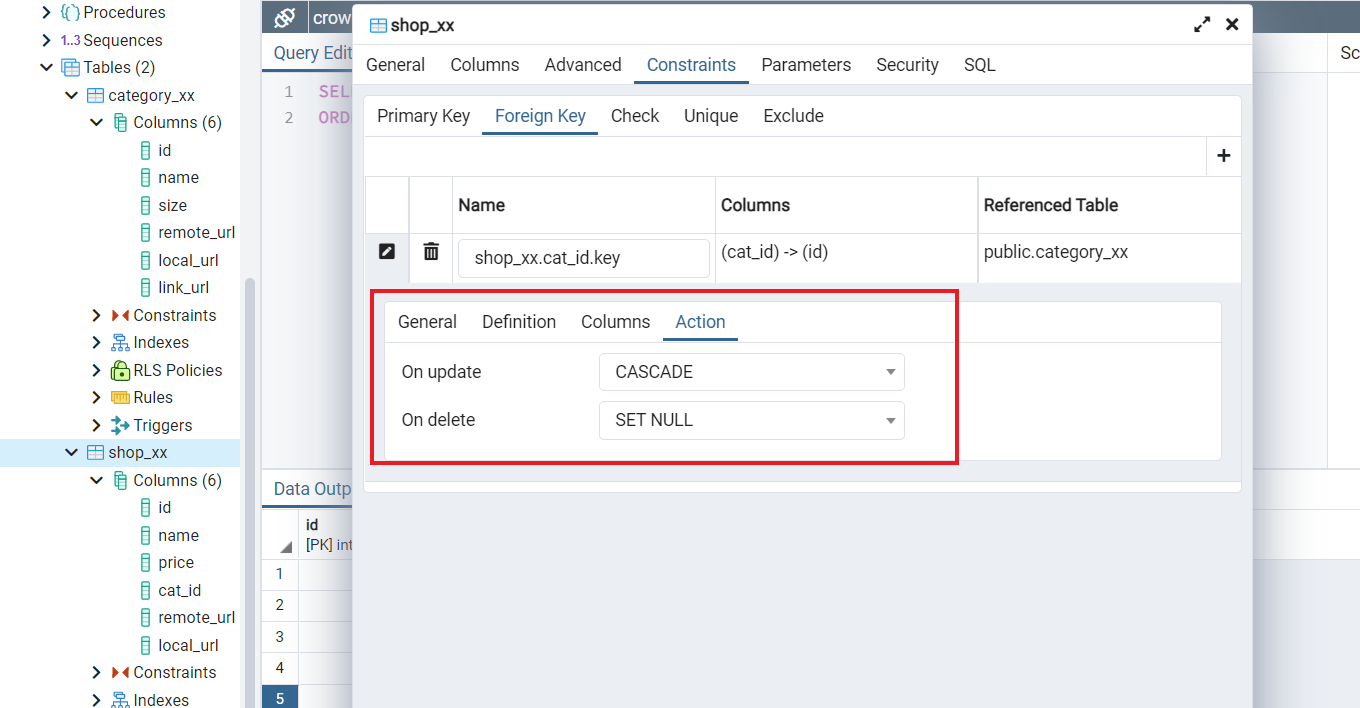 Procedures
1..3 Sequences
Tables (2)
category_xx
Columns (6)
id
name
size
remote_url
local_url
link_url
Constraints
Indexes
RLS Policies
Rules
Triggers
shop_xx
Columns (6)
id
name
price
cat_id
remote_url
local_url
Constraints
Indexes
crow
Query Edit
1 SEL
2 ORD
Data Outp
id
[PK] int
1
2
3
4
5
Sc
shop_xx
General Columns Advanced Constraints Parameters Security SQL
Primary Key Foreign Key Check Unique Exclude
+
Name Columns Referenced Table
shop_xx.cat_id.key (cat_id) -> (id) public.category_xx
General Definition Columns Action
On update CASCADE
On delete SET NULL